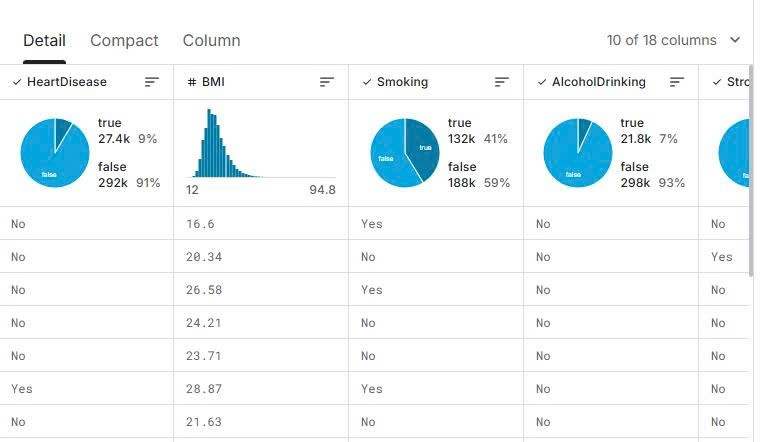 Detail Compact Column 10 of 18 columns
HeartDisease # BMI Smoking AlcoholDrinking Stro
true true true
27.4k 9% 132k 41% true 21.8k 7%
false false false
false 292k 91% 12 94.8 false 188k 59% false 298k 93%
No 16.6 Yes No No
No 20.34 No No Yes
No 26.58 Yes No No
No 24.21 No No No
No 23.71 No No No
Yes 28.87 Yes No No
No 21.63 No No No